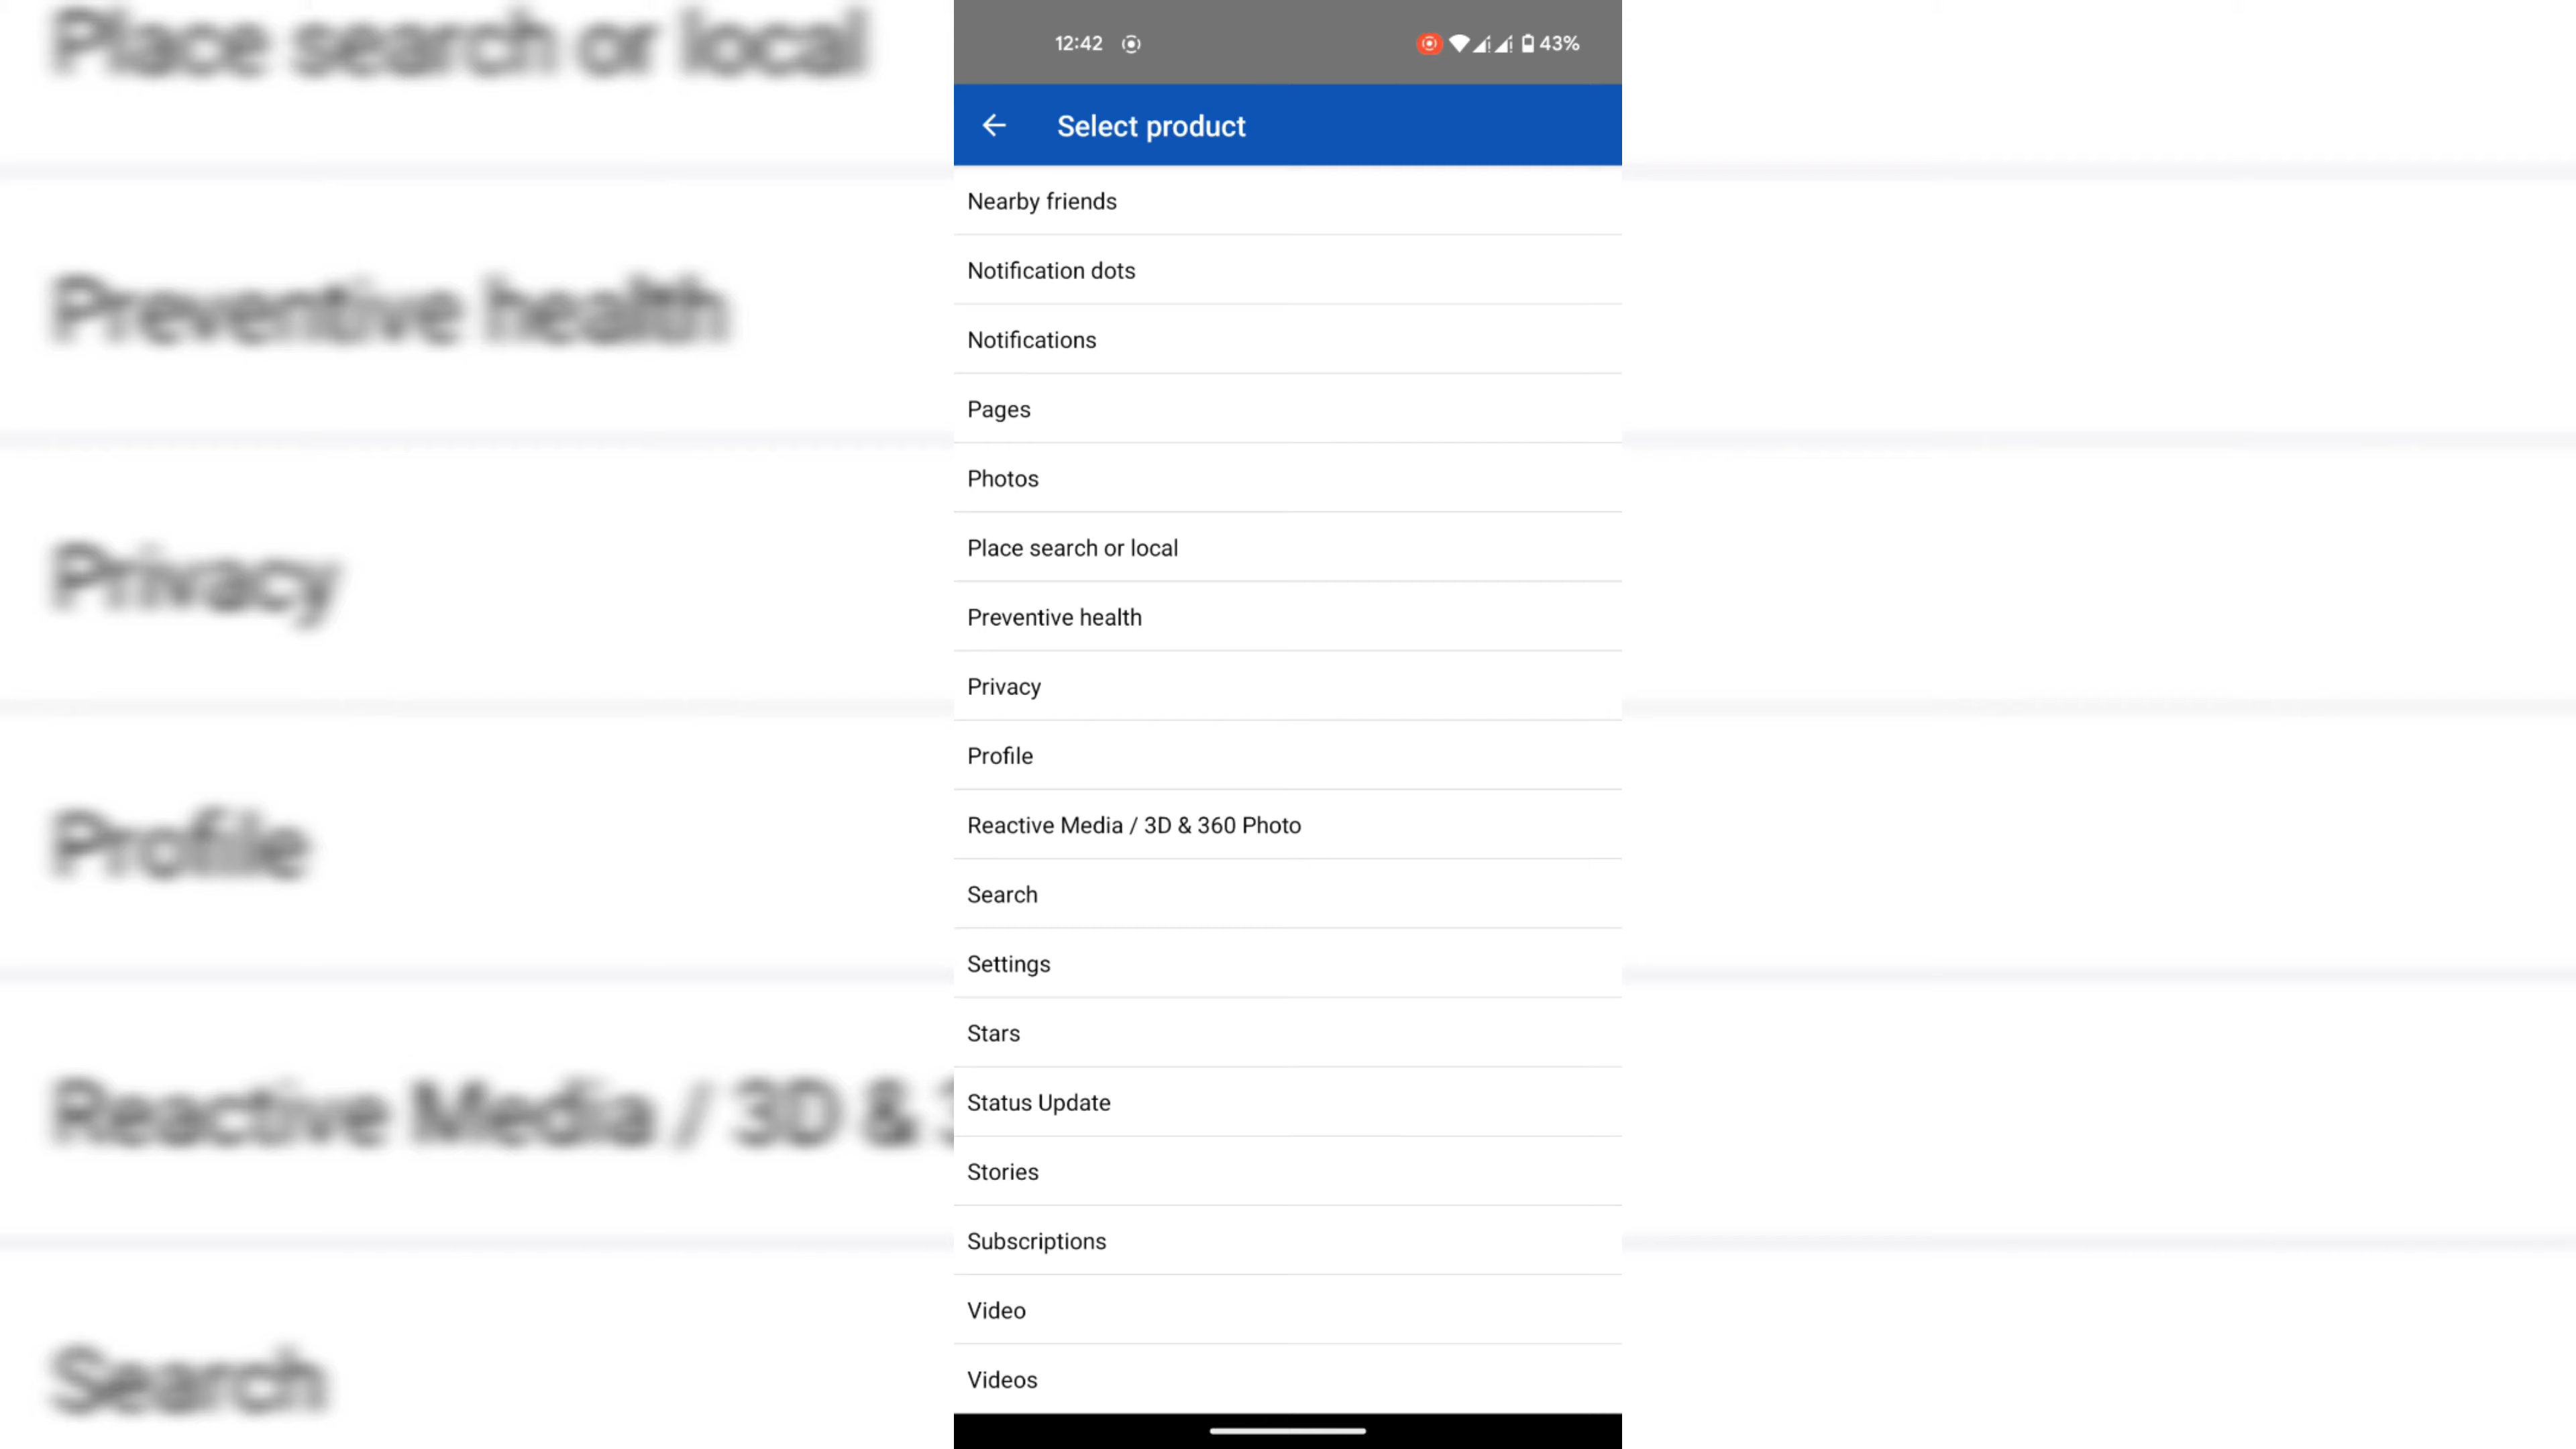 Place search or local
Preventive health
Privacy
Profile
Reactive Media / 3D & 3
Search
12:42
43%
Select product
Nearby friends
Notification dots
Notifications
Pages
Photos
Place search or local
Preventive health
Privacy
Profile
Reactive Media / 3D & 360 Photo
Search
Settings
Stars
Status Update
Stories
Subscriptions
Video
Videos